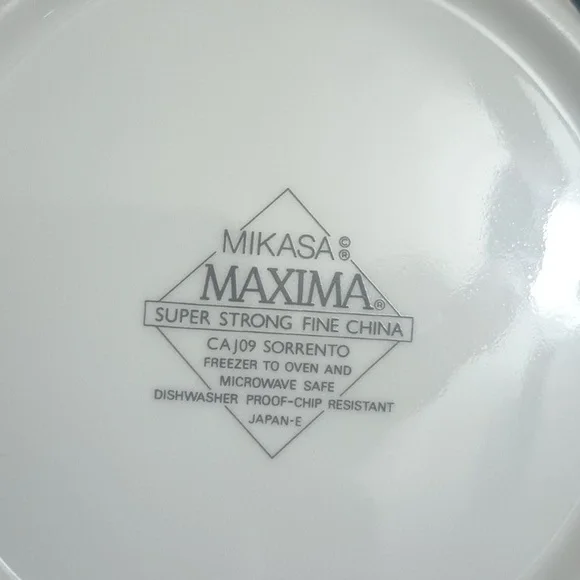 MIKASA ©®
MAXIMA®
SUPER STRONG FINE CHINA
CAJ09 SORRENTO
FREEZER TO OVEN AND
MICROWAVE SAFE
DISHWASHER PROOF-CHIP RESISTANT
JAPAN-E